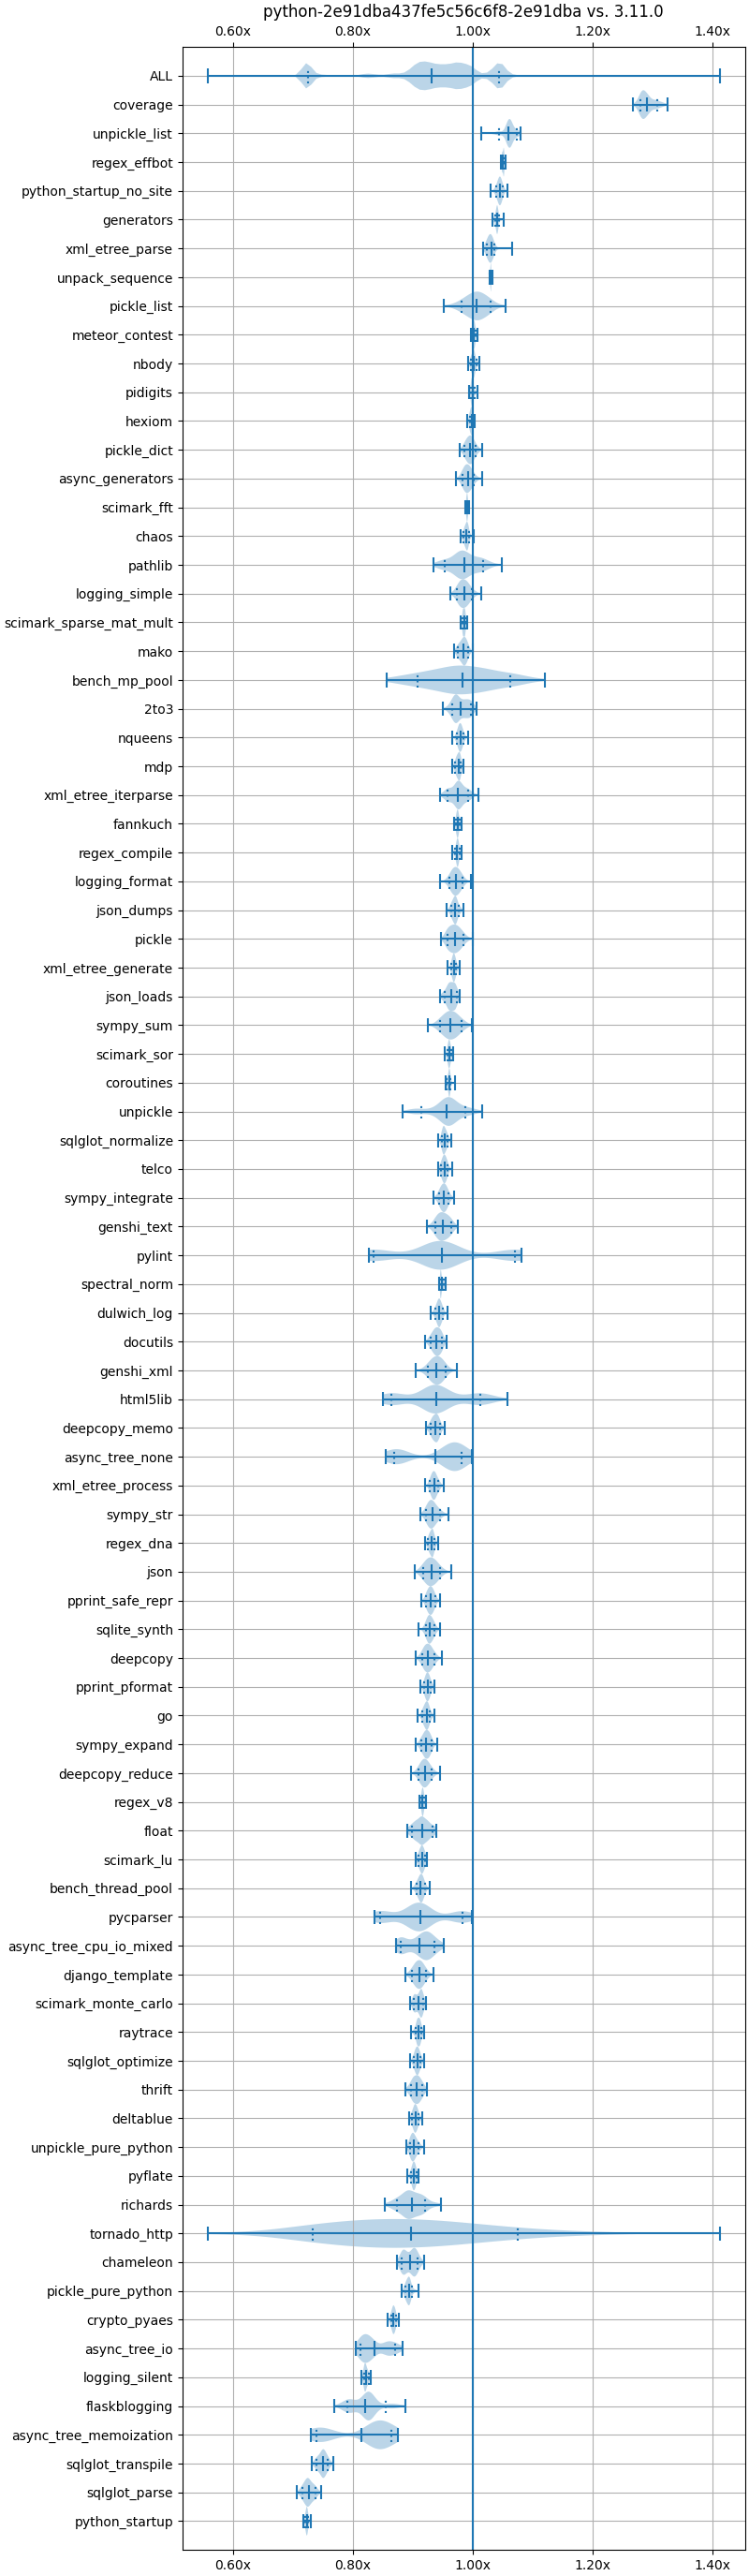 python-2e91dba437fe5c56c6f8-2e91dba vs. 3.11.0
0.60x 0.80x 1.00x 1.20x 1.40x
ALL
coverage
unpickle_list
regex_effbot
python_startup_no_site
generators
xml_etree_parse
unpack_sequence
pickle_list
meteor_contest
nbody
pidigits
hexiom
pickle_dict
async_generators
scimark_fft
chaos
pathlib
logging_simple
scimark_sparse_mat_mult
mako
bench_mp_pool
2to3
nqueens
mdp
xml_etree_iterparse
fannkuch
regex_compile
logging_format
json_dumps
pickle
xml_etree_generate
json_loads
sympy_sum
scimark_sor
coroutines
unpickle
sqlglot_normalize
telco
sympy_integrate
genshi_text
pylint
spectral_norm
dulwich_log
docutils
genshi_xml
html5lib
deepcopy_memo
async_tree_none
xml_etree_process
sympy_str
regex_dna
json
pprint_safe_repr
sqlite_synth
deepcopy
pprint_pformat
go
sympy_expand
deepcopy_reduce
regex_v8
float
scimark_lu
bench_thread_pool
pycparser
async_tree_cpu_io_mixed
django_template
scimark_monte_carlo
raytrace
sqlglot_optimize
thrift
deltablue
unpickle_pure_python
pyflate
richards
tornado_http
chameleon
pickle_pure_python
crypto_pyaes
async_tree_io
logging_silent
flaskblogging
async_tree_memoization
sqlglot_transpile
sqlglot_parse
python_startup
0.60x 0.80x 1.00x 1.20x 1.40x